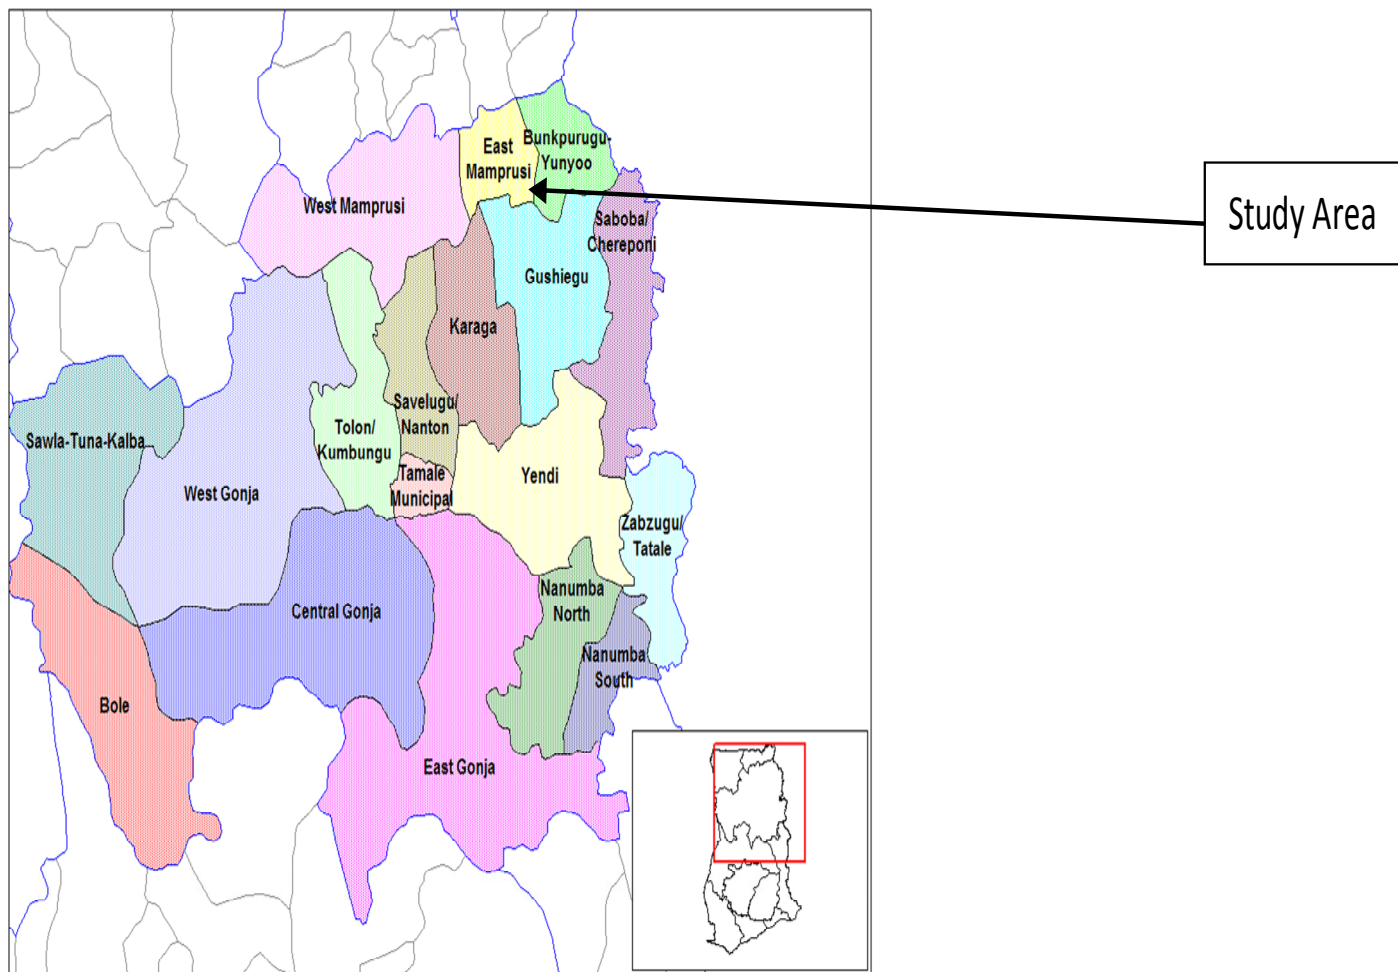 East
Mamprusi
Bunkpurugu-
Yunyoo
West Mamprusi
Saboba/
Chereponi
Study Area
Gushiegu
Karaga
Savelugu/
Nanton
Tolon/
Kumbungu
Sawla-Tuna-Kalba
Tamale
Municipal
Yendi
West Gonja
Zabzugu/
Tatale
Nanumba
North
Central Gonja
Nanumba
South
Bole
East Gonja